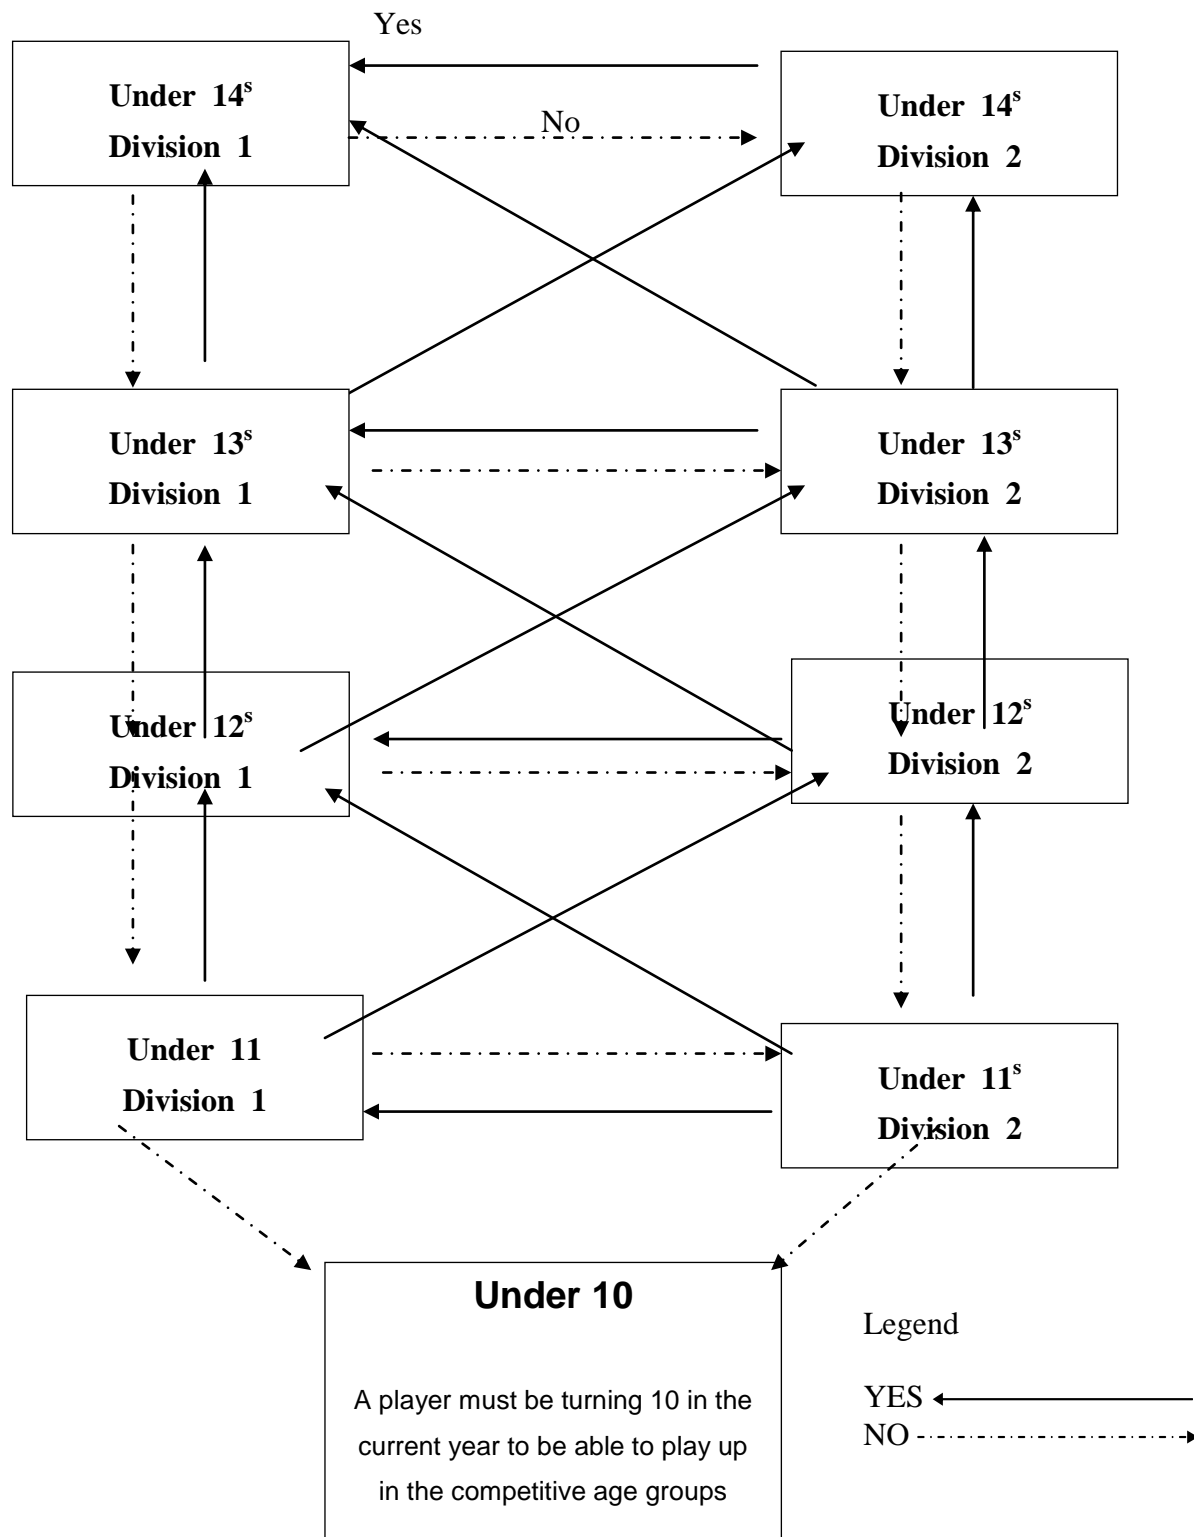 Yes
Under 14s
Division 1
Under 14s
Division 2
No
Under 13s
Division 1
Under 13s
Division 2
Under 12s
Division 1
Under 12s
Division 2
Under 11
Division 1
Under 11s
Division 2
Under 10
A player must be turning 10 in the
current year to be able to play up
in the competitive age groups
Legend
YES
NO